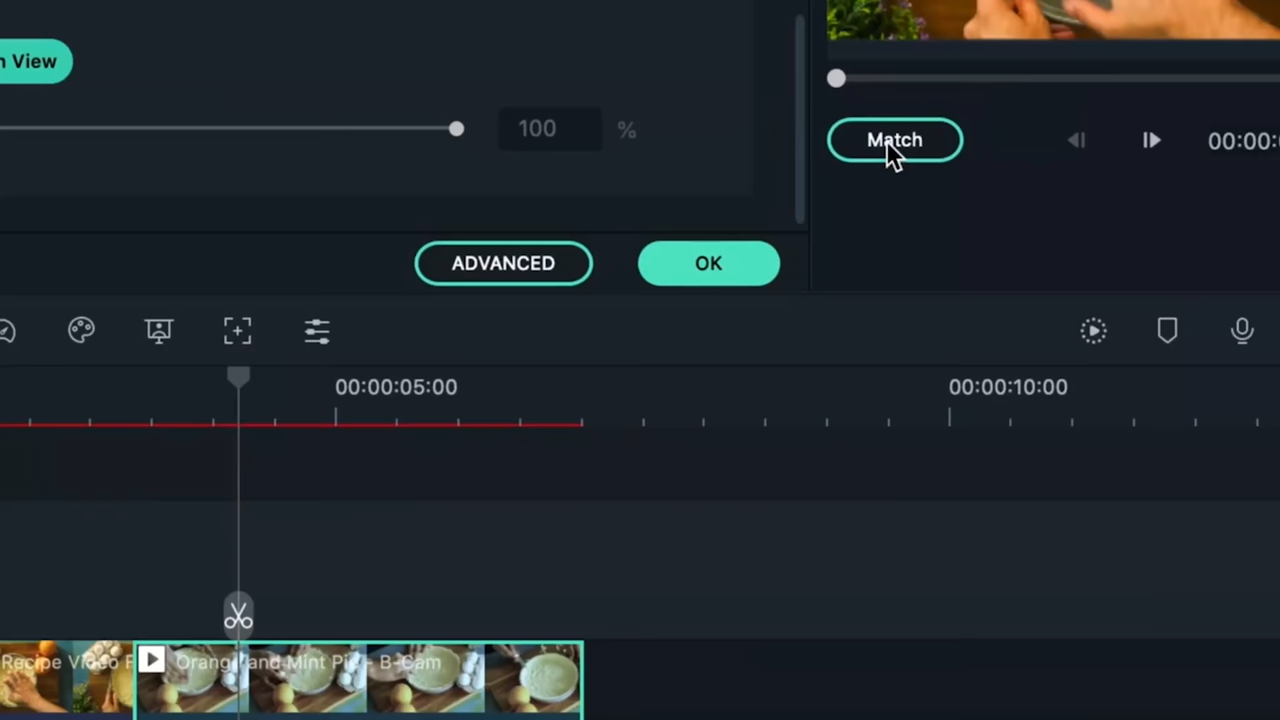 n View
100 %
Match
00:00:
ADVANCED
OK
00:00:05:00
00:00:10:00
Recipe Video F
Orange and Mint Pie - B-Cam